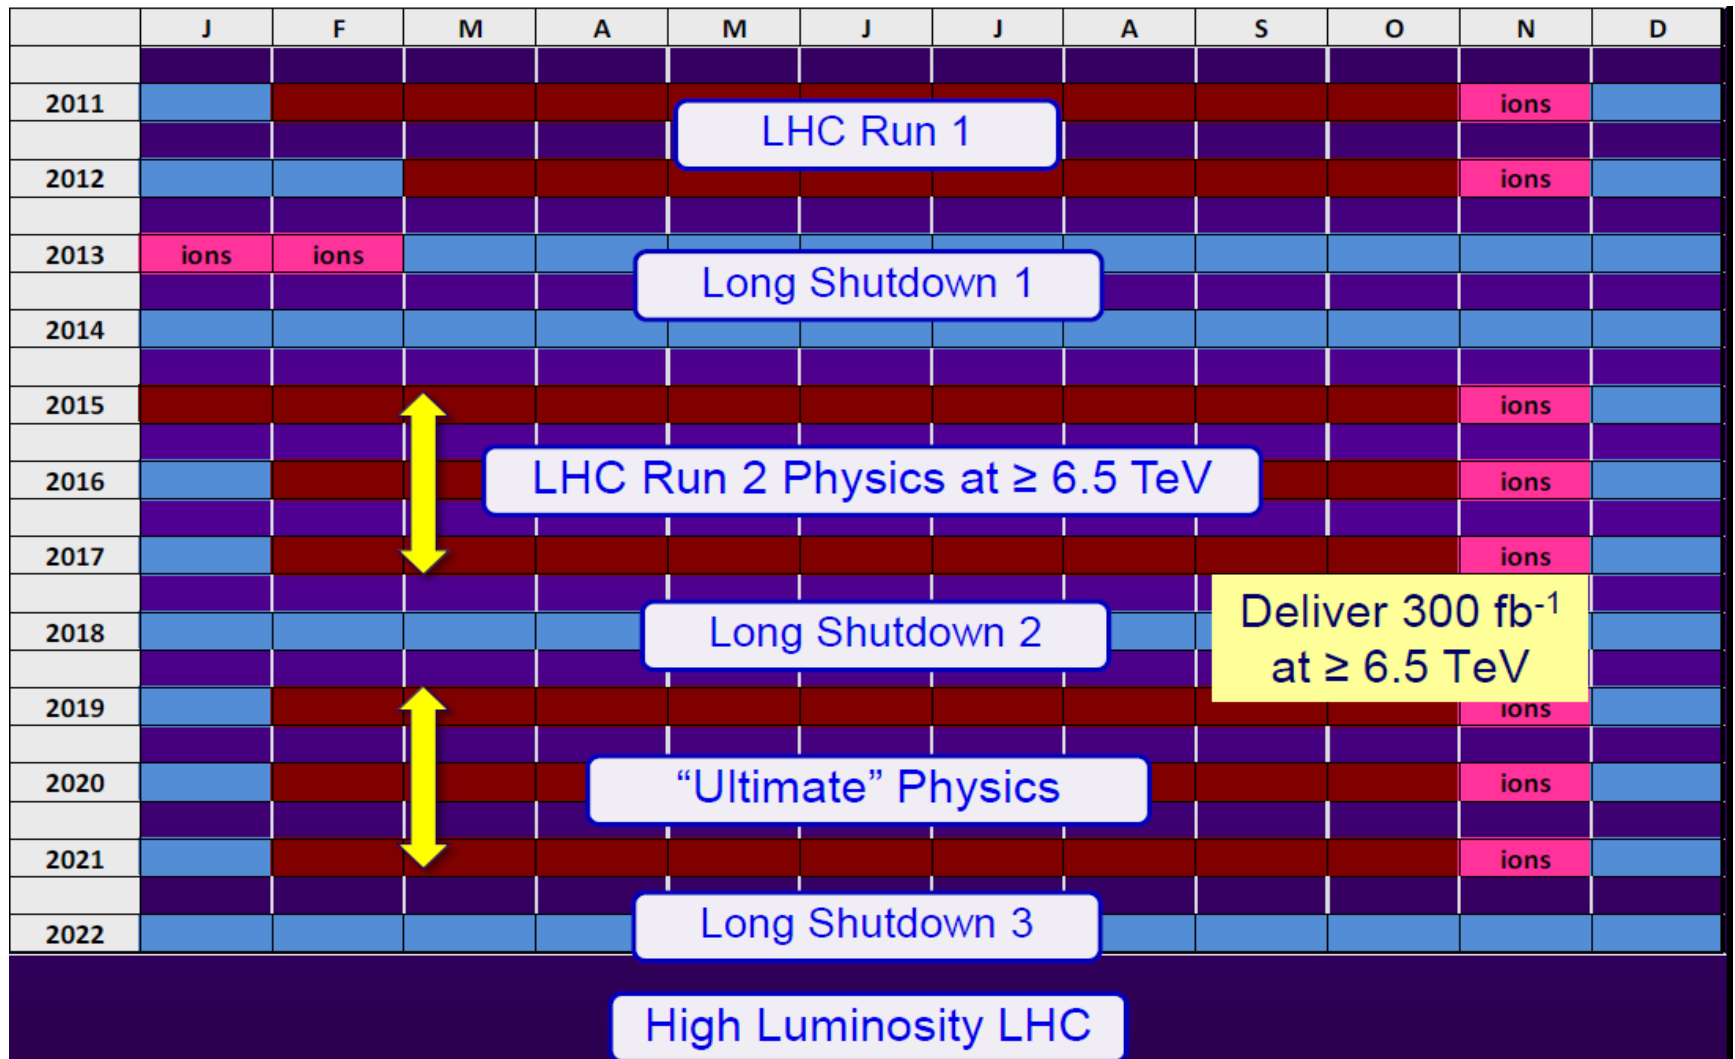 J F M A M J J A S O N D
2011 ions
LHC Run 1
2012 ions
2013 ions ions
Long Shutdown 1
2014
2015 ions
2016 LHC Run 2 Physics at ≥ 6.5 TeV ions
2017 ions
Deliver 300 fb-1
2018 Long Shutdown 2
at ≥ 6.5 TeV
2019 ions
2020 “Ultimate” Physics ions
2021 ions
2022 Long Shutdown 3
High Luminosity LHC